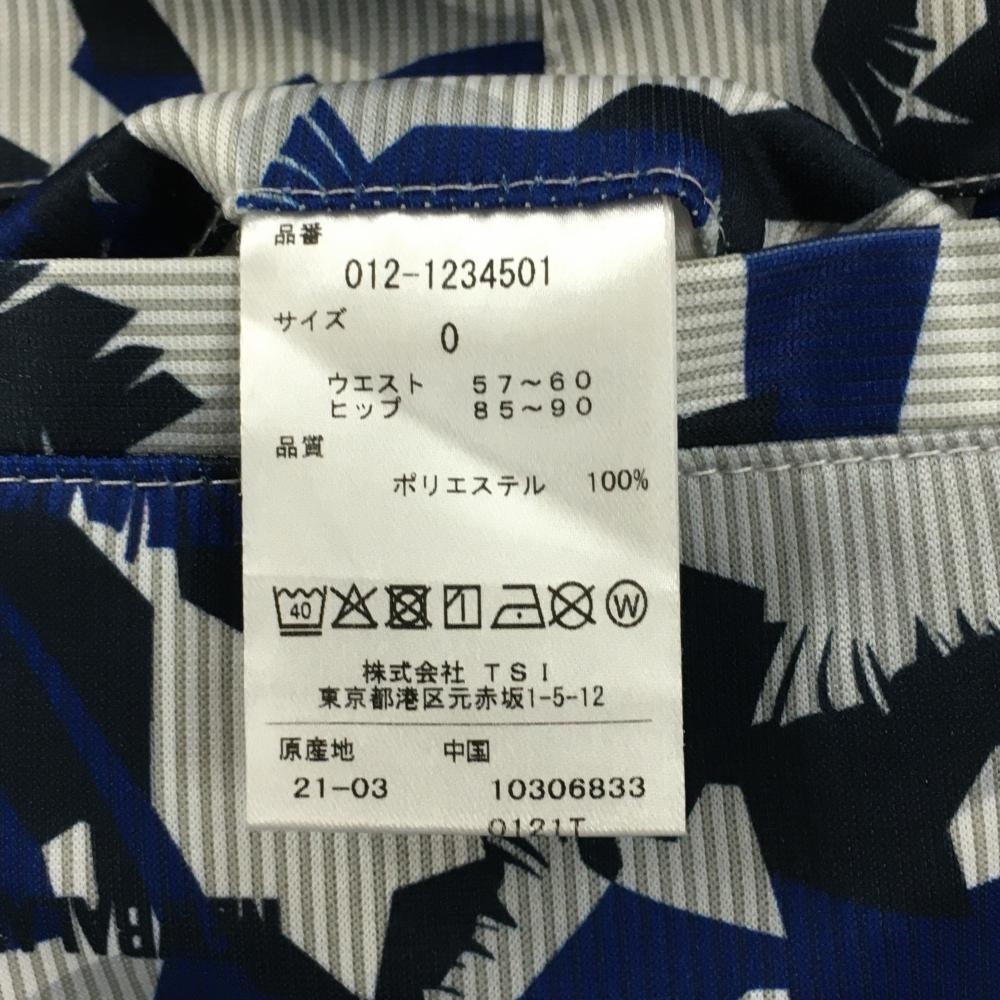 品番
012-1234501
サイズ
0
ウエスト 57～60
ヒップ 85～90
品質
ポリエステル 100%
40
W
株式会社 TSI
東京都港区元赤坂1-5-12
原産地 中国
21-03 10306833
0121T